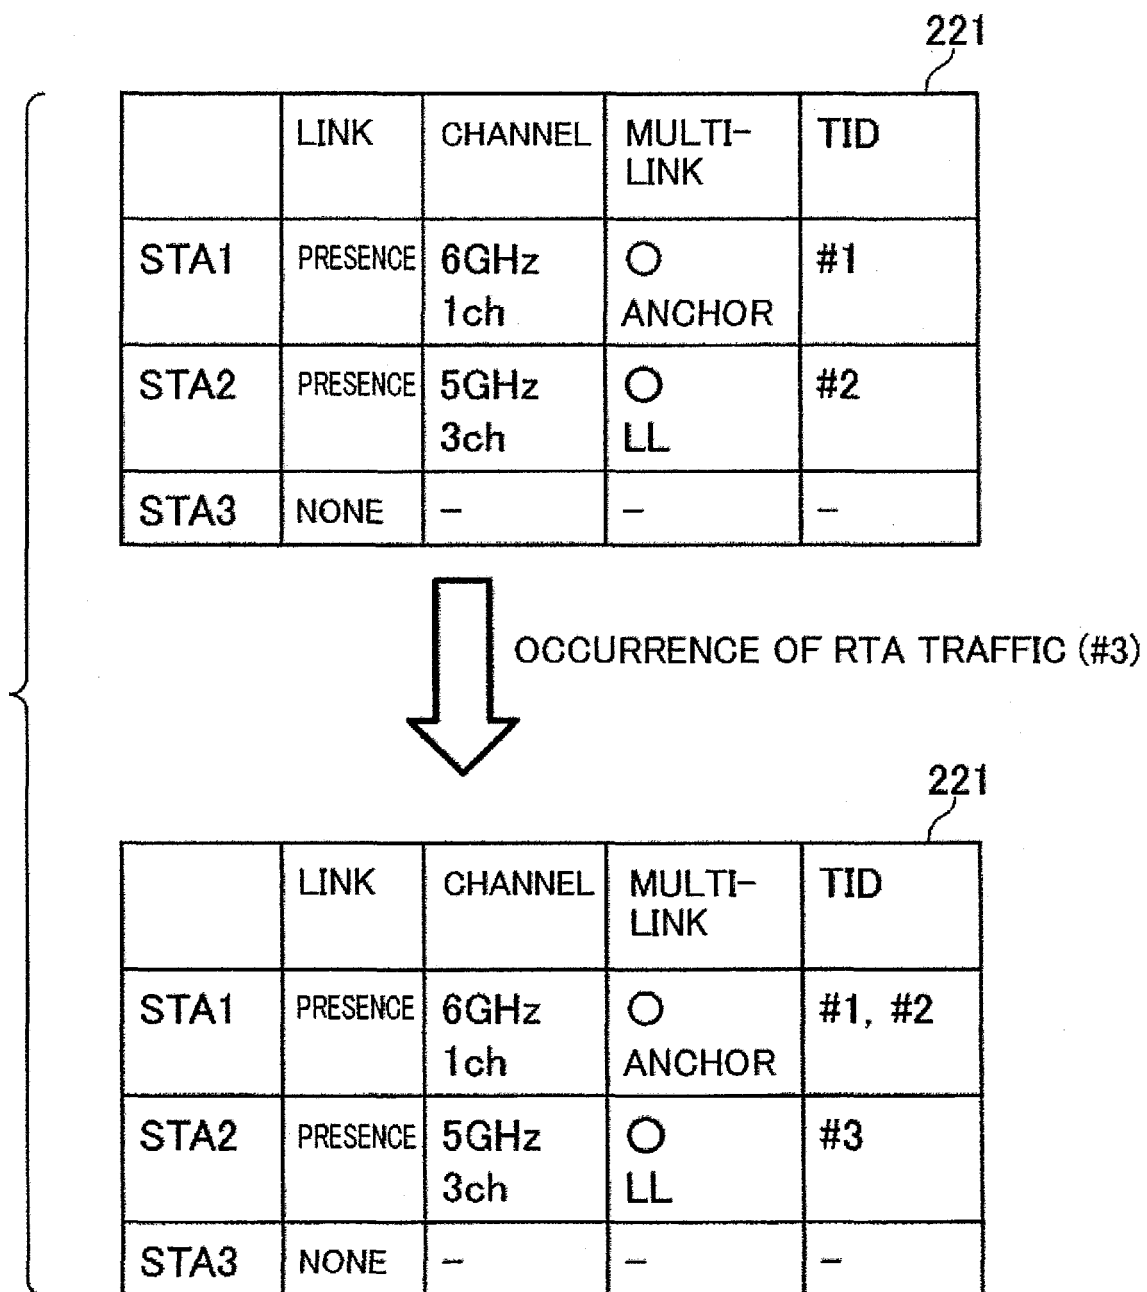 221
LINK CHANNEL MULTI- TID
LINK
STA1 PRESENCE 6GHz ○ #1
1ch ANCHOR
STA2 PRESENCE 5GHz ○ #2
3ch LL
STA3 NONE - - -
OCCURRENCE OF RTA TRAFFIC (#3)
221
LINK CHANNEL MULTI- TID
LINK
STA1 PRESENCE 6GHz ○ #1, #2
1ch ANCHOR
STA2 PRESENCE 5GHz ○ #3
3ch LL
STA3 NONE - - -